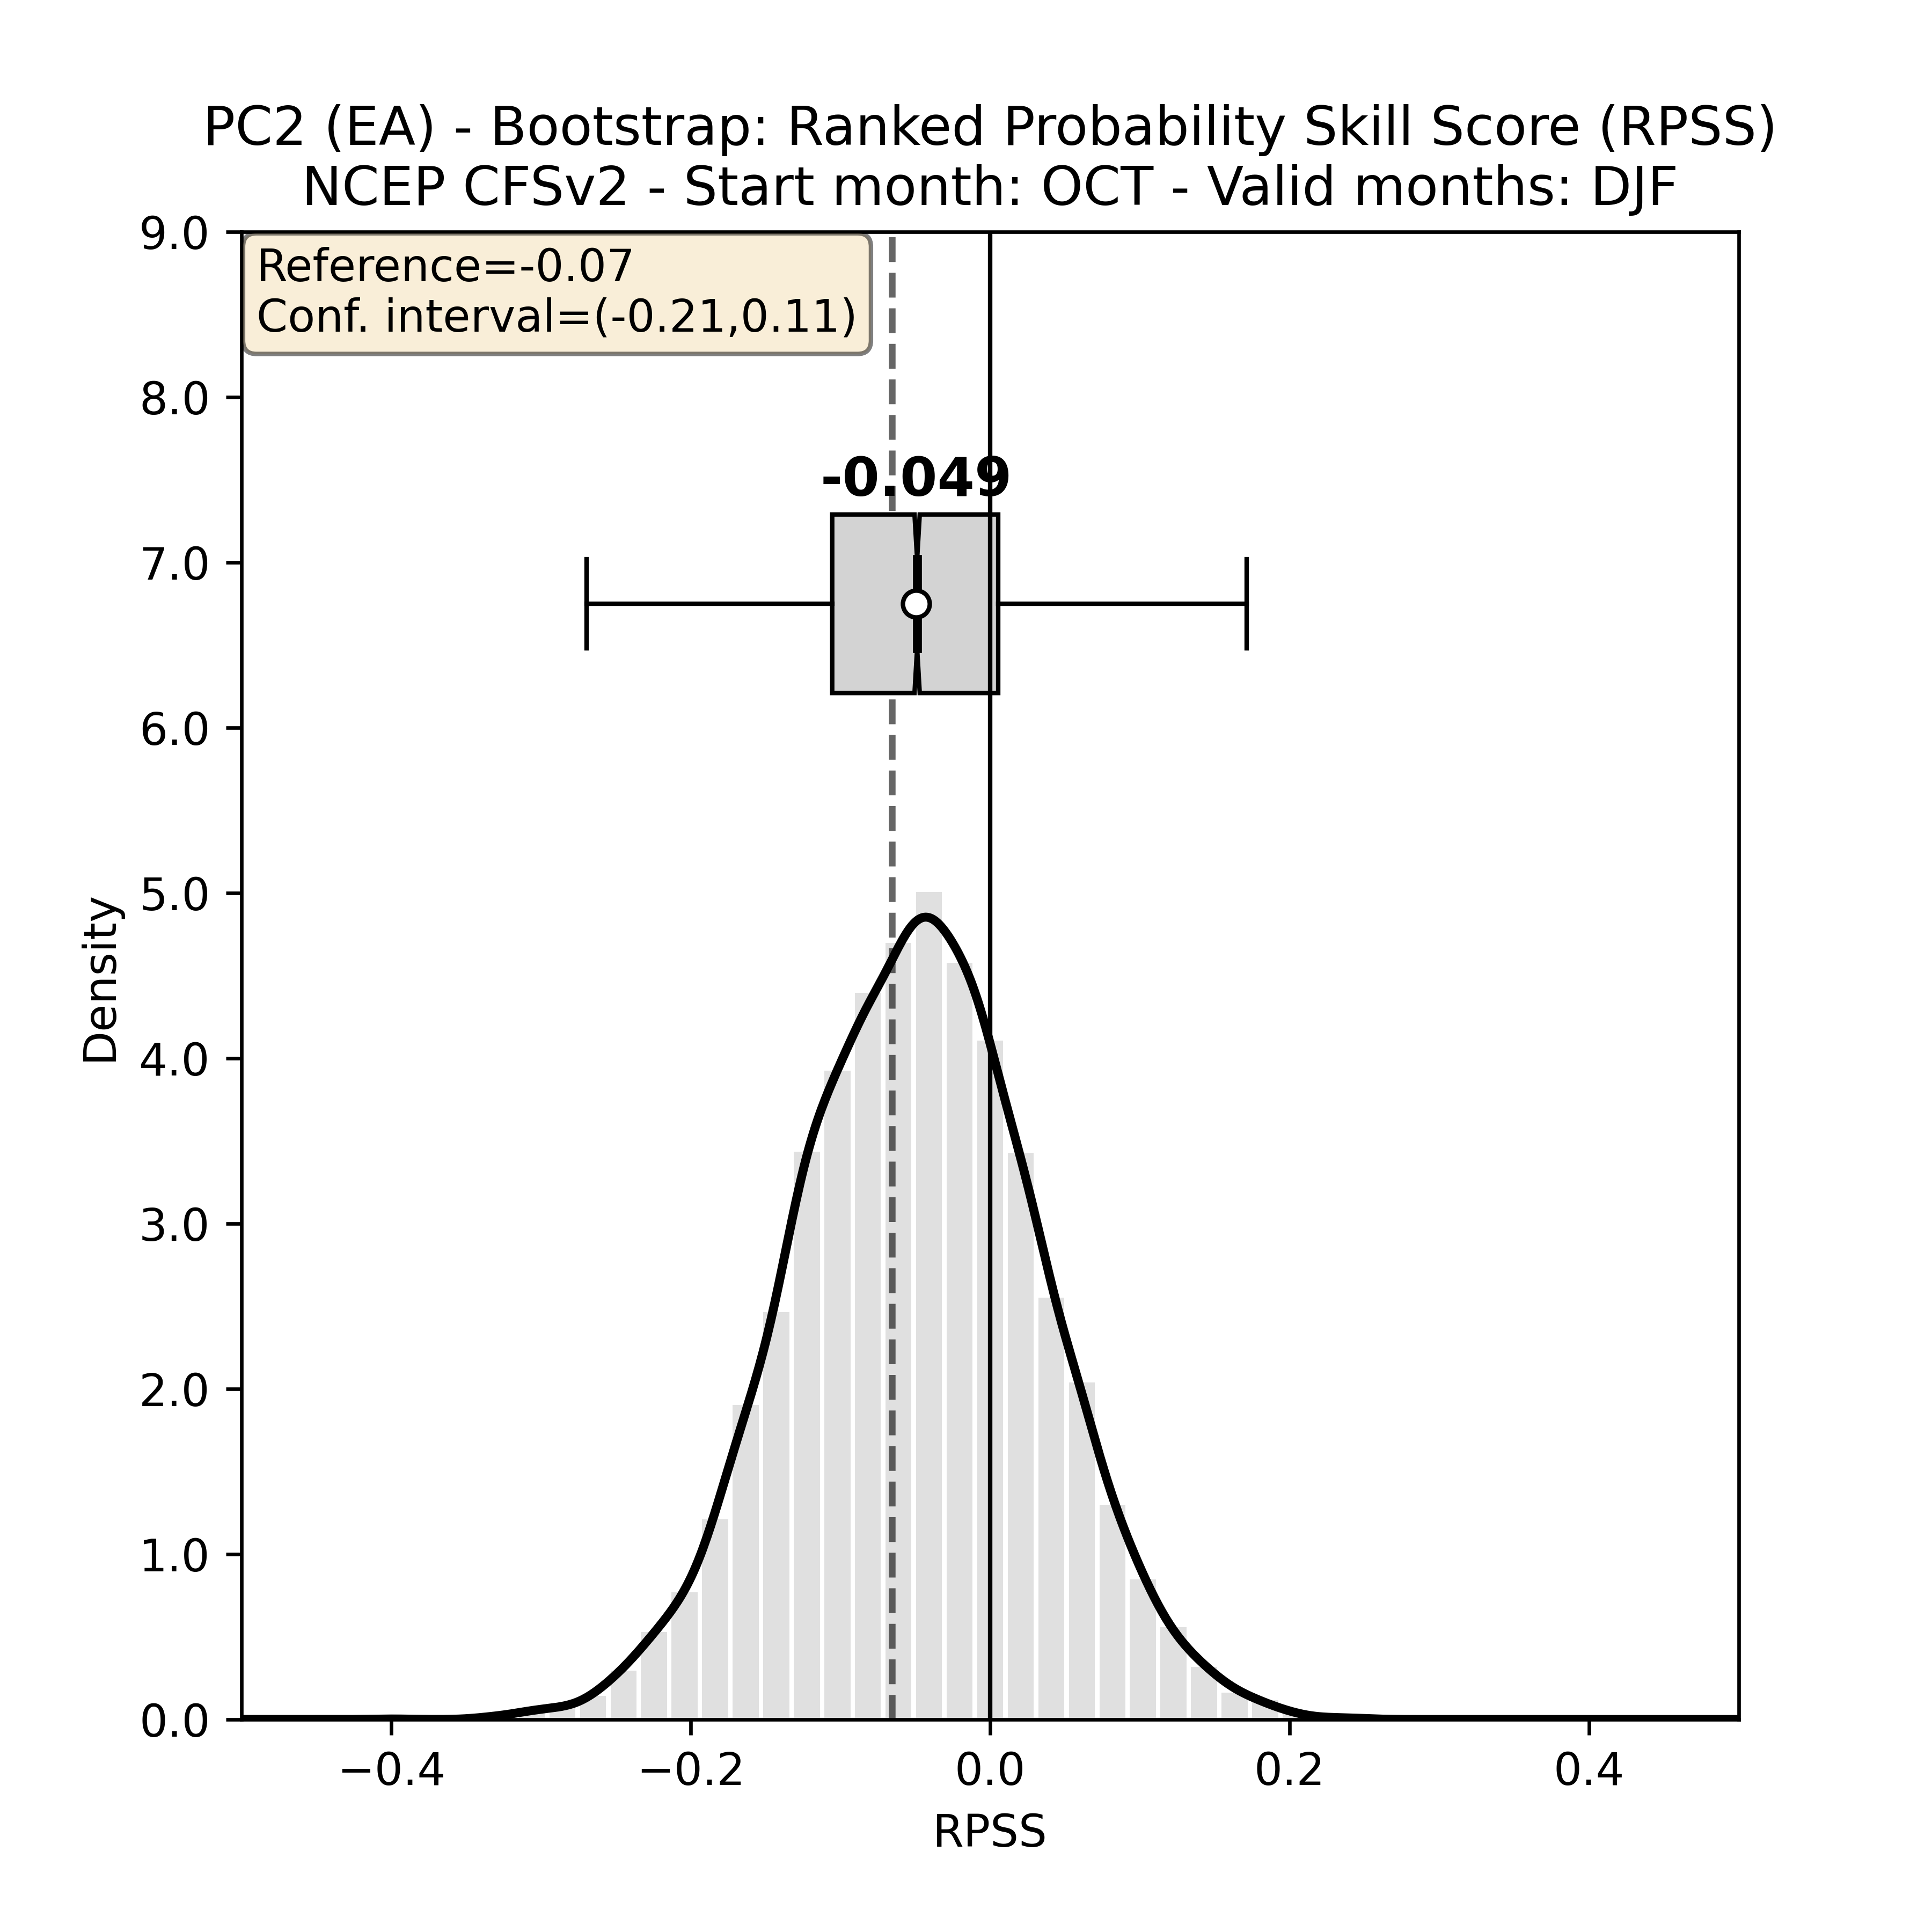 PC2 (EA) - Bootstrap: Ranked Probability Skill Score (RPSS)
NCEP CFSv2 - Start month: OCT - Valid months: DJF
Reference=-0.07
Conf. interval=(-0.21,0.11)
-0.049
9.0
8.0
7.0
6.0
5.0
4.0
3.0
2.0
1.0
0.0
Density
−0.4
−0.2
0.0
0.2
0.4
RPSS